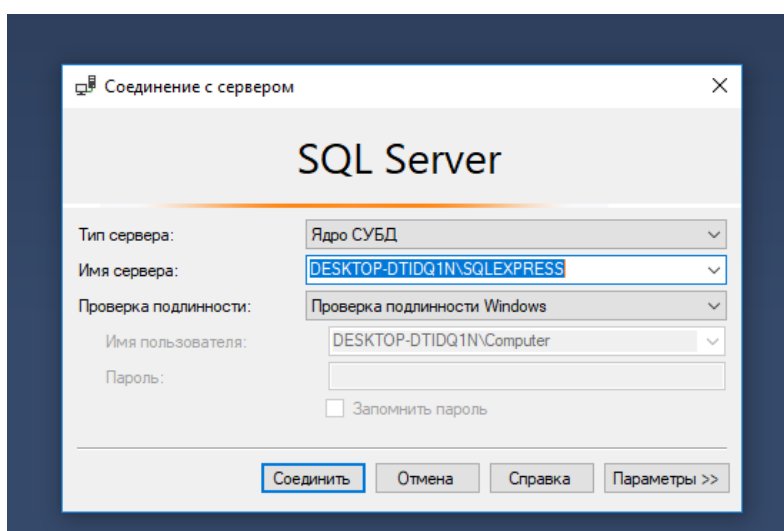 Соединение с сервером
SQL Server
Тип сервера: Ядро СУБД
Имя сервера: DESKTOP-DTIDQ1N\SQLEXPRESS
Проверка подлинности: Проверка подлинности Windows
Имя пользователя: DESKTOP-DTIDQ1N\Computer
Пароль:
Запомнить пароль
Соединить Отмена Справка Параметры >>